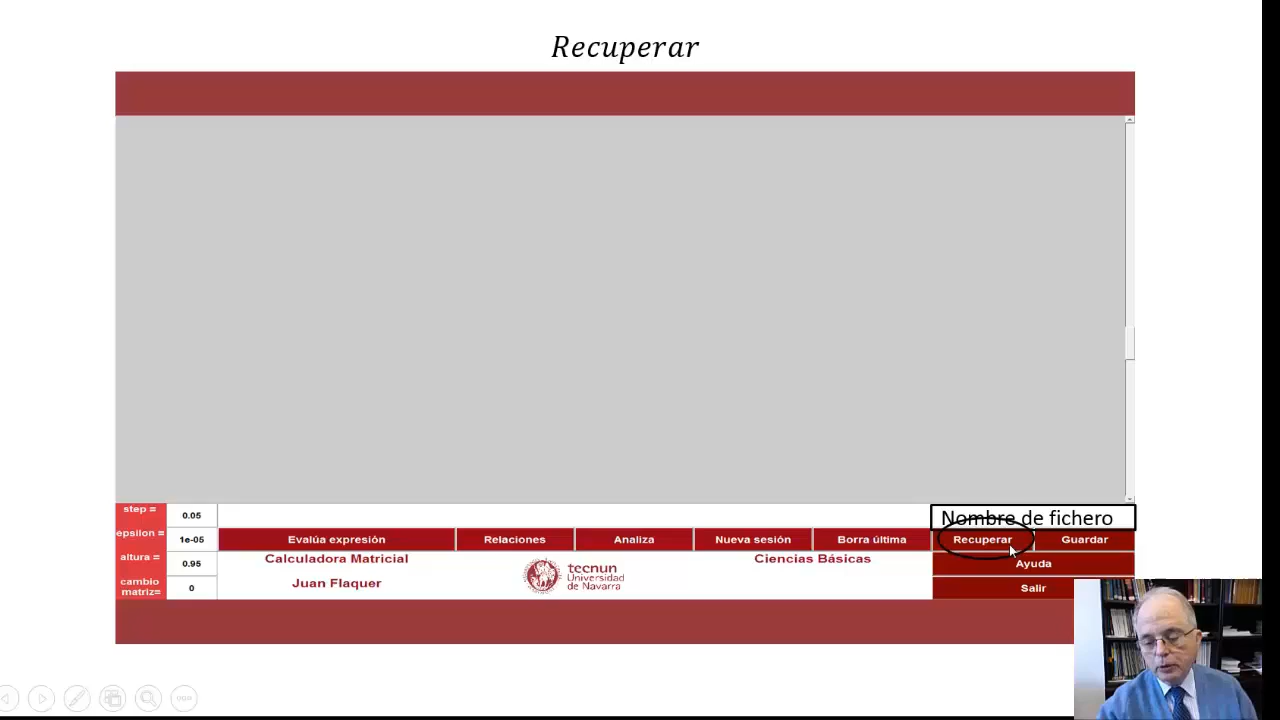 Recuperar
step =
0.05
Nombre de fichero
epsilon =
1e-05
Evalúa expresión
Relaciones
Analiza
Nueva sesión
Borra última
Recuperar
Guardar
altura =
0.95
Calculadora Matricial
tecnun
Universidad
de Navarra
Ciencias Básicas
Ayuda
cambio
matriz=
0
Juan Flaquer
Salir